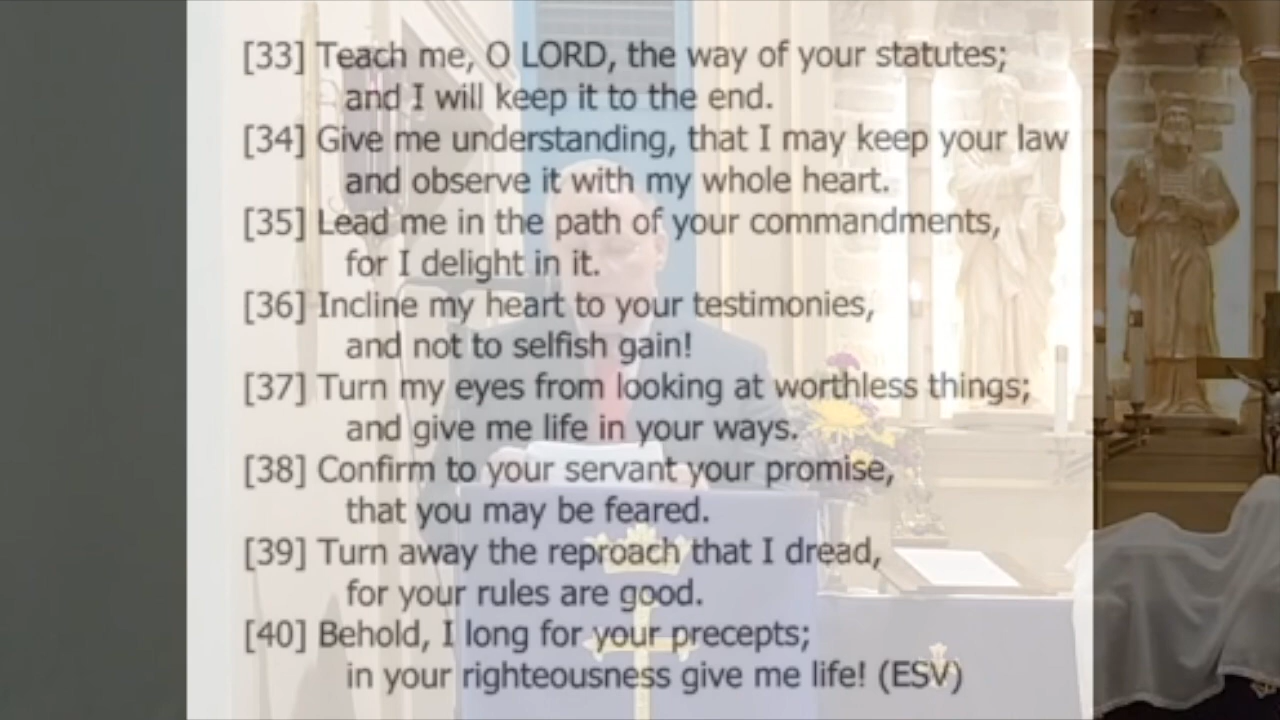 [33] Teach me, O LORD, the way of your statutes;
and I will keep it to the end.
[34] Give me understanding, that I may keep your law
and observe it with my whole heart.
[35] Lead me in the path of your commandments,
for I delight in it.
[36] Incline my heart to your testimonies,
and not to selfish gain!
[37] Turn my eyes from looking at worthless things;
and give me life in your ways.
[38] Confirm to your servant your promise,
that you may be feared.
[39] Turn away the reproach that I dread,
for your rules are good.
[40] Behold, I long for your precepts;
in your righteousness give me life! (ESV)